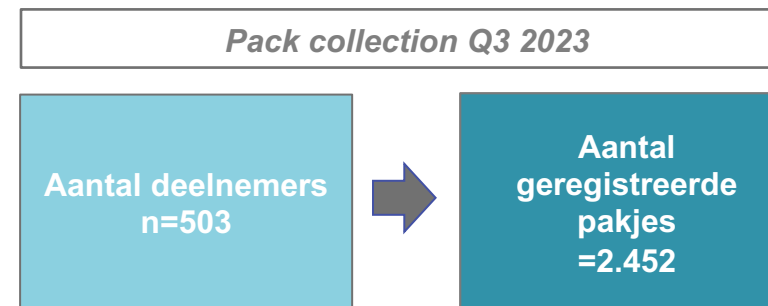 Pack collection Q3 2023
Aantal deelnemers
n=503
Aantal
geregistreerde
pakjes
=2.452